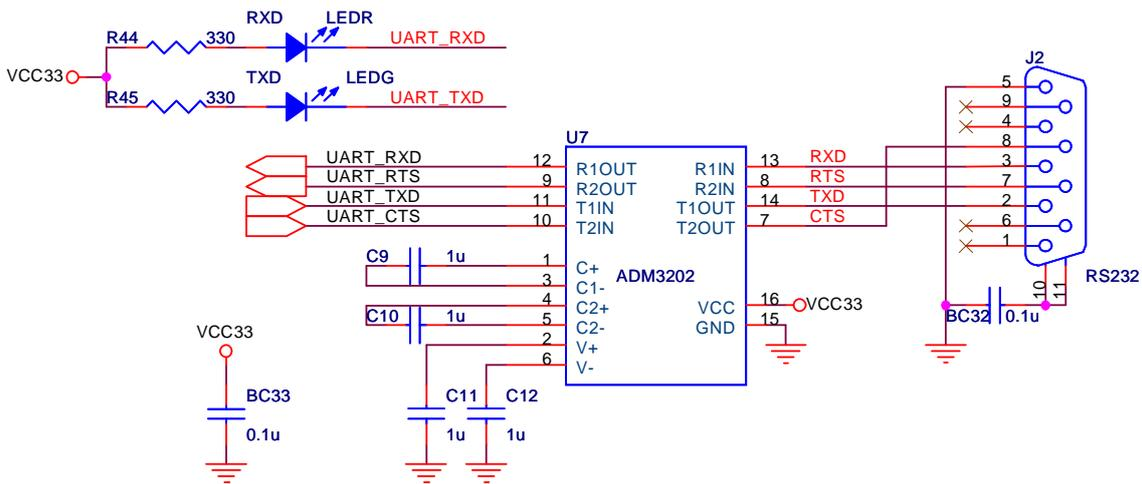 RXD LEDR
R44 330 UART_RXD
VCC33
TXD LEDG
R45 330 UART_TXD
J2
5
9
4
8
3
7
2
6
1
10
11
RS232
U7
UART_RXD 12 R1OUT R1IN 13 RXD
UART_RTS 9 R2OUT R2IN 8 RTS
UART_TXD 11 T1IN T1OUT 14 TXD
UART_CTS 10 T2IN T2OUT 7 CTS
C9 1u 1 C+
3 C1-
ADM3202
C10 1u 4 C2+
5 C2-
2 V+
6 V-
VCC 16 VCC33
GND 15
BC32 0.1u
VCC33
BC33
0.1u
C11
1u
C12
1u